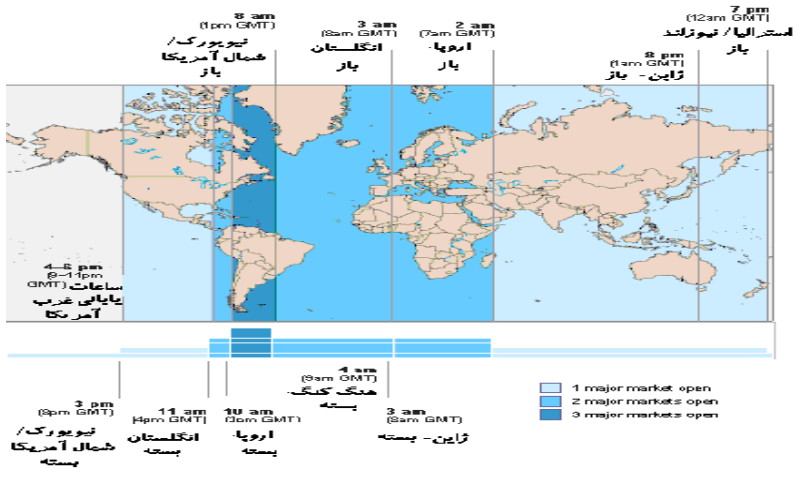 8 am
(1pm GMT)
نیویورک/
شمال آمریکا
باز
3 am
(8am GMT)
انگلستان
باز
2 am
(7am GMT)
اروپا-
باز
8 pm
(1am GMT)
ژاپن - باز
7 pm
(12am GMT)
استرالیا/ نیوزلند
باز
4–6 pm
(9–11pm
GMT) ساعات
پایانی غرب
آمریکا
3 pm
(8pm GMT)
نیویورک/
شمال آمریکا
بسته
11 am
(4pm GMT)
انگلستان
بسته
10 am
(3pm GMT)
اروپا-
بسته
4 am
(9am GMT)
هنگ کنگ-
بسته
3 am
(8am GMT)
ژاپن- بسته
1 major market open
2 major markets open
3 major markets open